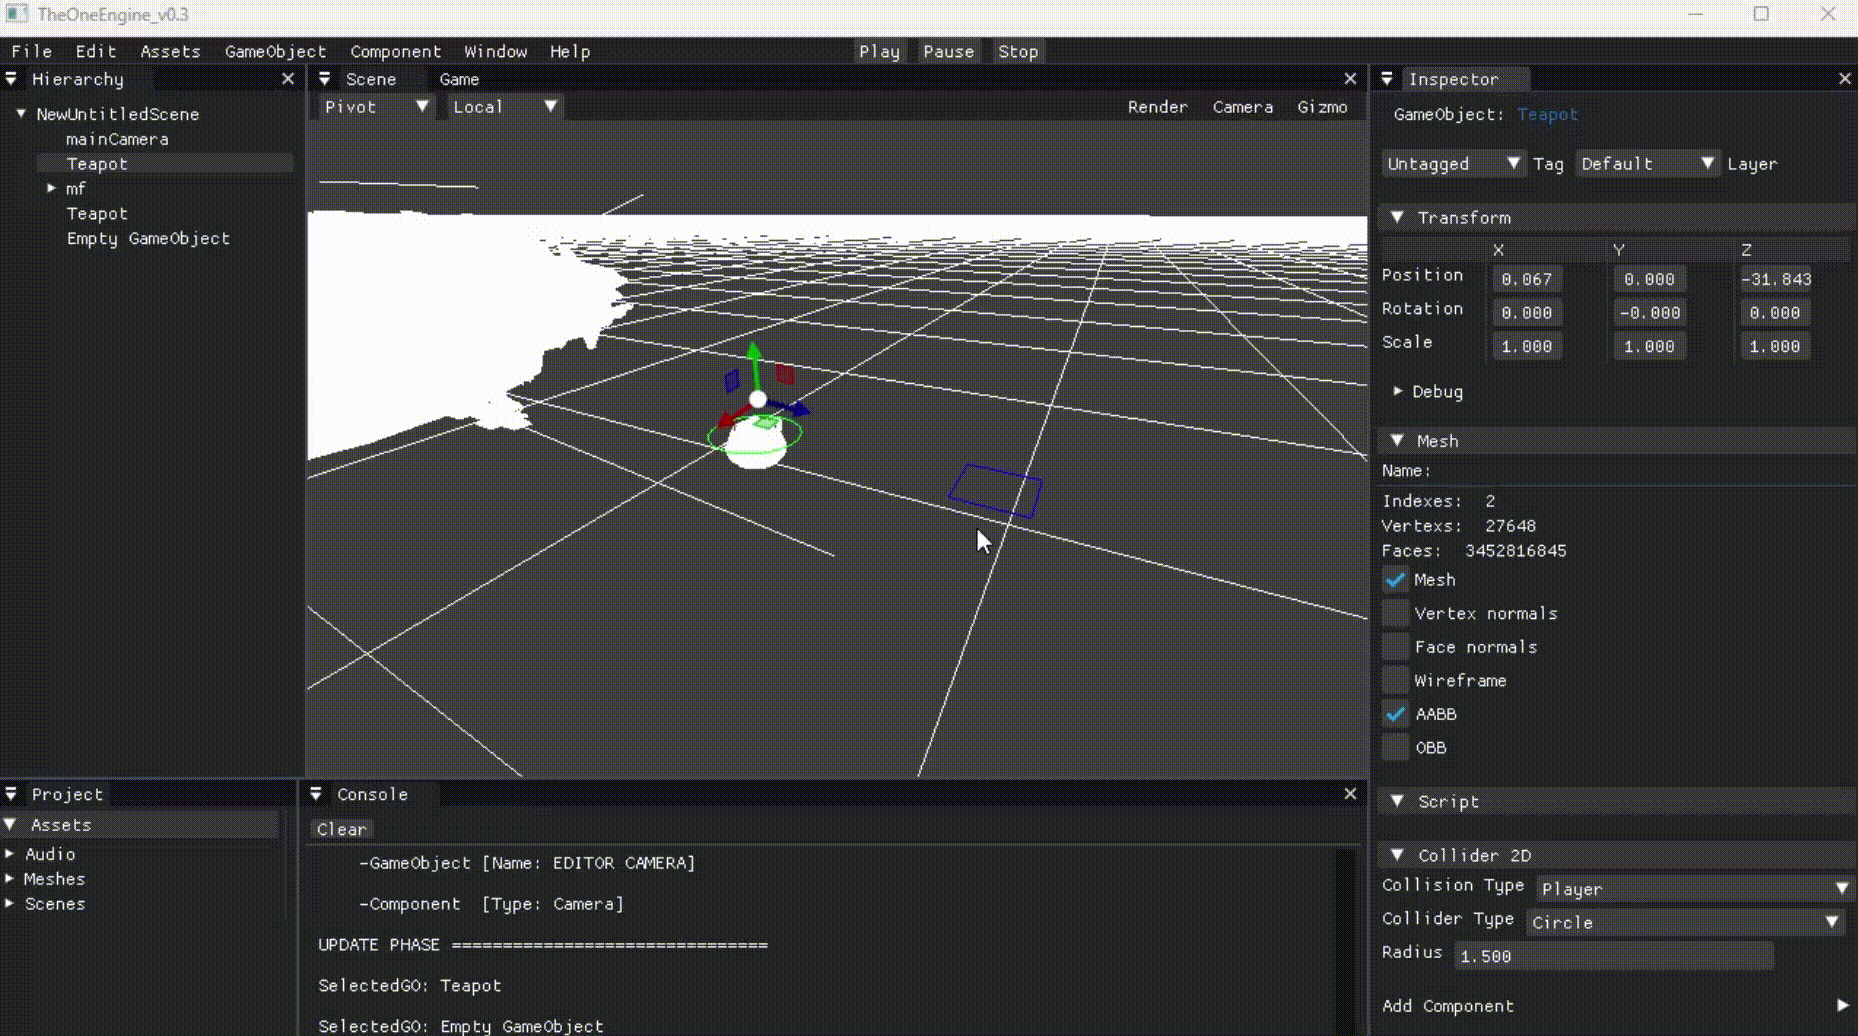 TheOneEngine_v0.3
File Edit Assets GameObject Component Window Help Play Pause Stop
Hierarchy
NewUntitledScene
mainCamera
Teapot
mf
Teapot
Empty GameObject
Scene Game
Pivot Local Render Camera Gizmo
Inspector
GameObject: Teapot
Untagged Tag Default Layer
Transform
X Y Z
Position 0.067 0.000 -31.843
Rotation 0.000 -0.000 0.000
Scale 1.000 1.000 1.000
Debug
Mesh
Name:
Indexes: 2
Vertexs: 27648
Faces: 3452816845
Mesh
Vertex normals
Face normals
Wireframe
AABB
OBB
Script
Collider 2D
Collision Type Player
Collider Type Circle
Radius 1.500
Add Component
Project
Assets
Audio
Meshes
Scenes
Console
Clear
-GameObject [Name: EDITOR CAMERA]
-Component [Type: Camera]
UPDATE PHASE ===============================
SelectedGO: Teapot
SelectedGO: Empty GameObject